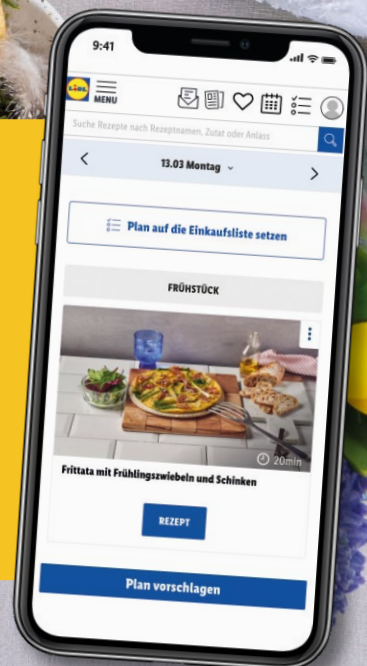 9:41
LiDL
MENU
Suche Rezepte nach Rezeptnamen, Zutat oder Anlass
13.03 Montag
Plan auf die Einkaufsliste setzen
FRÜHSTÜCK
20min
Frittata mit Frühlingszwiebeln und Schinken
REZEPT
Plan vorschlagen